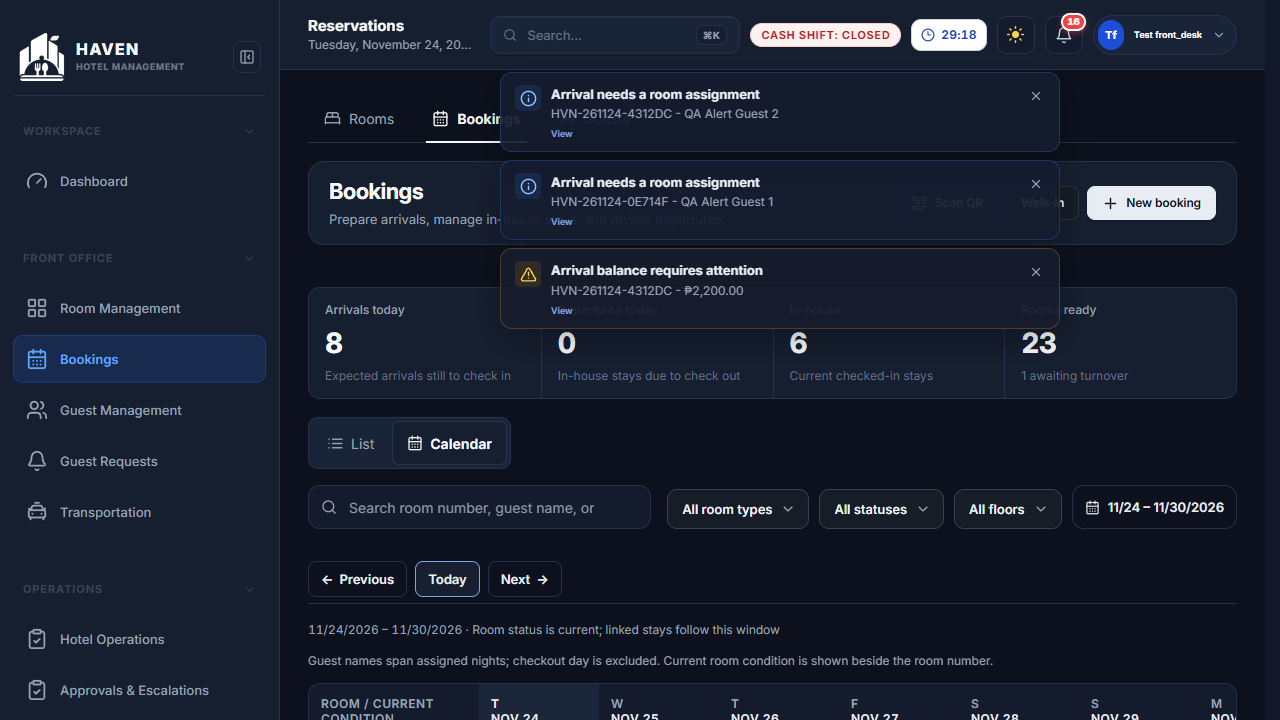 HAVEN
HOTEL MANAGEMENT
Reservations
Tuesday, November 24, 20...
Search...
⌘K
CASH SHIFT: CLOSED
29:18
16
Tf
Test front_desk
WORKSPACE
Dashboard
FRONT OFFICE
Room Management
Bookings
Guest Management
Guest Requests
Transportation
OPERATIONS
Hotel Operations
Approvals & Escalations
Rooms
Bookings
Arrival needs a room assignment
HVN-261124-4312DC - QA Alert Guest 2
View
Arrival needs a room assignment
HVN-261124-0E714F - QA Alert Guest 1
View
Arrival balance requires attention
HVN-261124-4312DC - ₱2,200.00
View
Bookings
Prepare arrivals, manage in-house stays, and review departures.
Scan QR
Walk-in
New booking
Arrivals today
8
Expected arrivals still to check in
Departures today
0
In-house stays due to check out
In-house
6
Current checked-in stays
Rooms ready
23
1 awaiting turnover
List
Calendar
Search room number, guest name, or
All room types
All statuses
All floors
11/24 – 11/30/2026
← Previous
Today
Next →
11/24/2026 – 11/30/2026 · Room status is current; linked stays follow this window
Guest names span assigned nights; checkout day is excluded. Current room condition is shown beside the room number.
ROOM / CURRENT
CONDITION
T
NOV 24
W
NOV 25
T
NOV 26
F
NOV 27
S
NOV 28
S
NOV 29
M
NOV